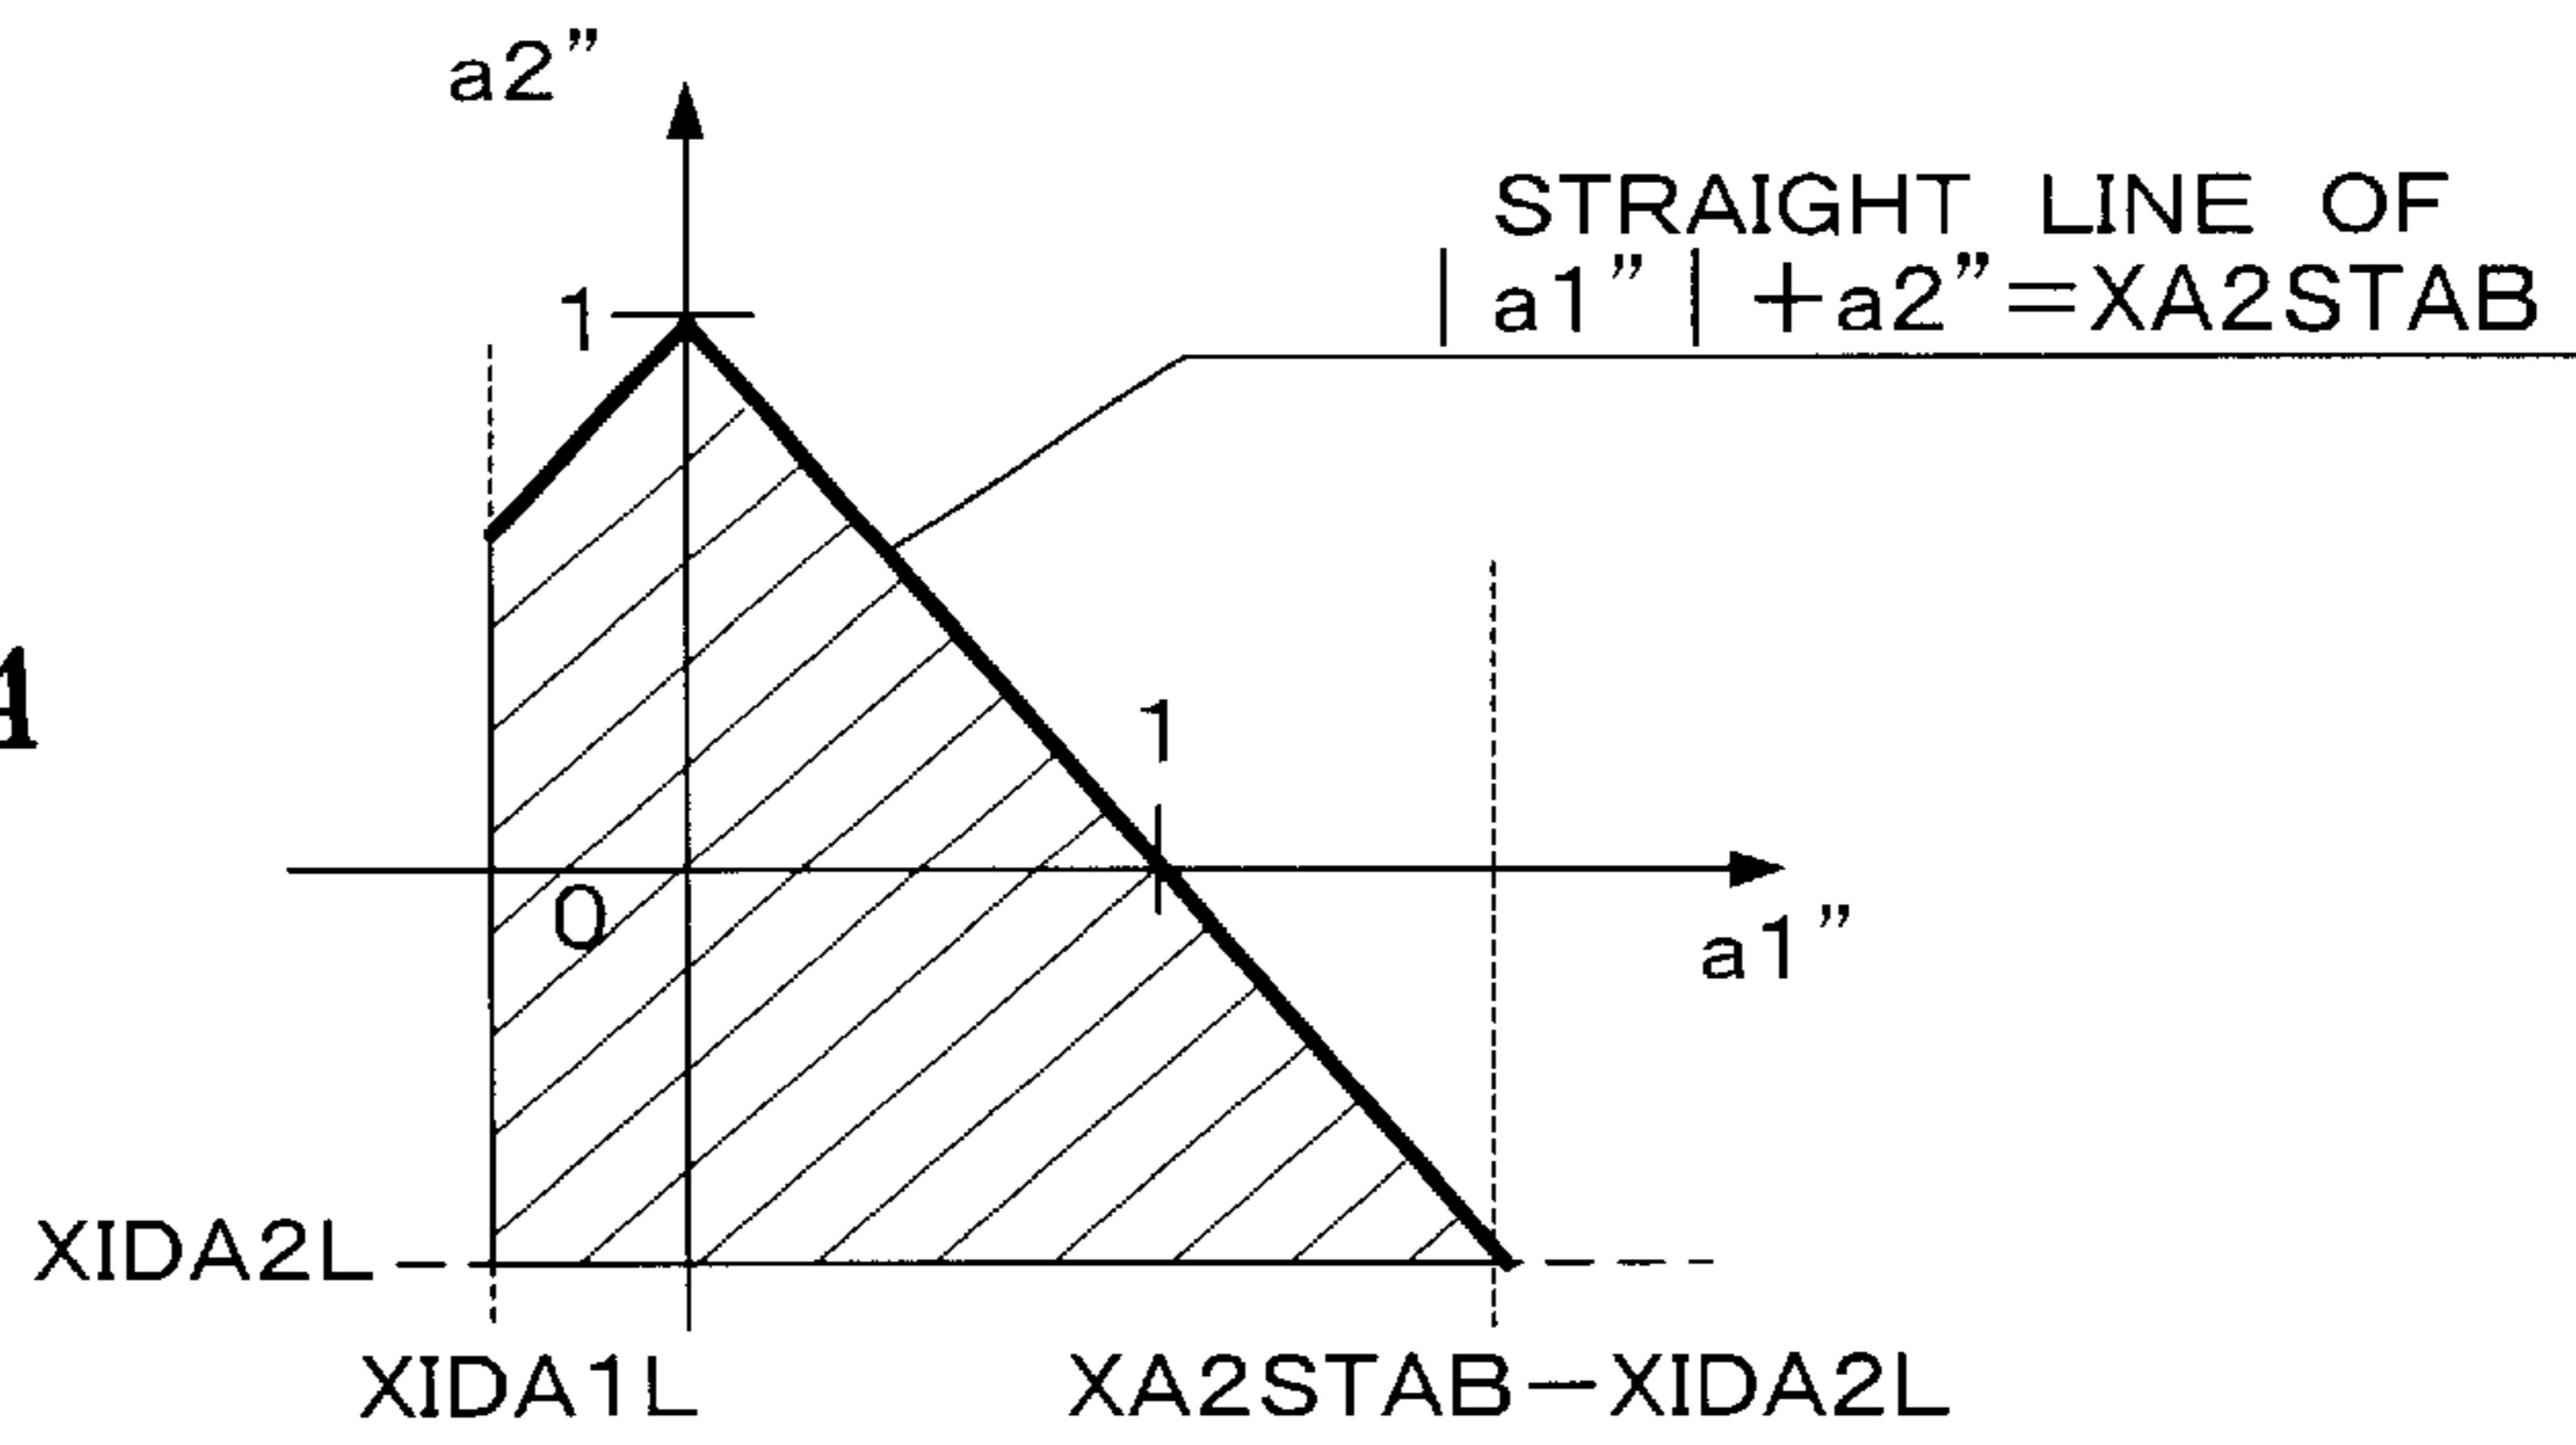 a2”
STRAIGHT LINE OF
| a1” | +a2”=XA2STAB
1
1
0
a1”
XIDA2L
XIDA1L
XA2STAB−XIDA2L